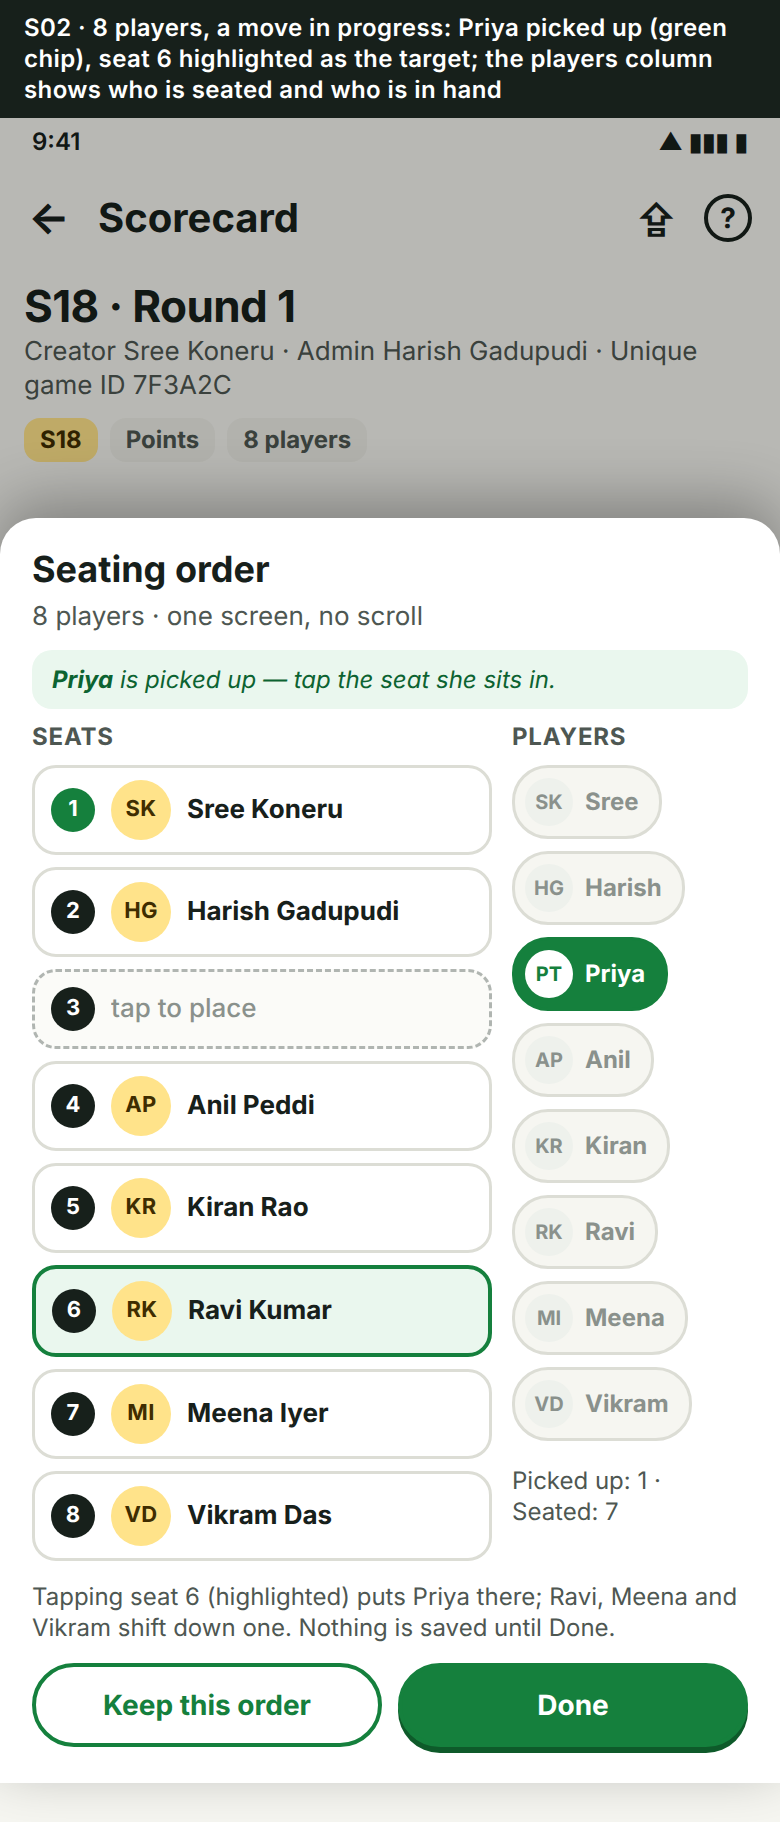 S02 · 8 players, a move in progress: Priya picked up (green
chip), seat 6 highlighted as the target; the players column
shows who is seated and who is in hand
9:41
Scorecard
?
S18 · Round 1
Creator Sree Koneru · Admin Harish Gadupudi · Unique
game ID 7F3A2C
S18 Points 8 players
Seating order
8 players · one screen, no scroll
Priya is picked up — tap the seat she sits in.
SEATS
1 SK Sree Koneru
2 HG Harish Gadupudi
3 tap to place
4 AP Anil Peddi
5 KR Kiran Rao
6 RK Ravi Kumar
7 MI Meena Iyer
8 VD Vikram Das
PLAYERS
SK Sree
HG Harish
PT Priya
AP Anil
KR Kiran
RK Ravi
MI Meena
VD Vikram
Picked up: 1 ·
Seated: 7
Tapping seat 6 (highlighted) puts Priya there; Ravi, Meena and
Vikram shift down one. Nothing is saved until Done.
Keep this order
Done